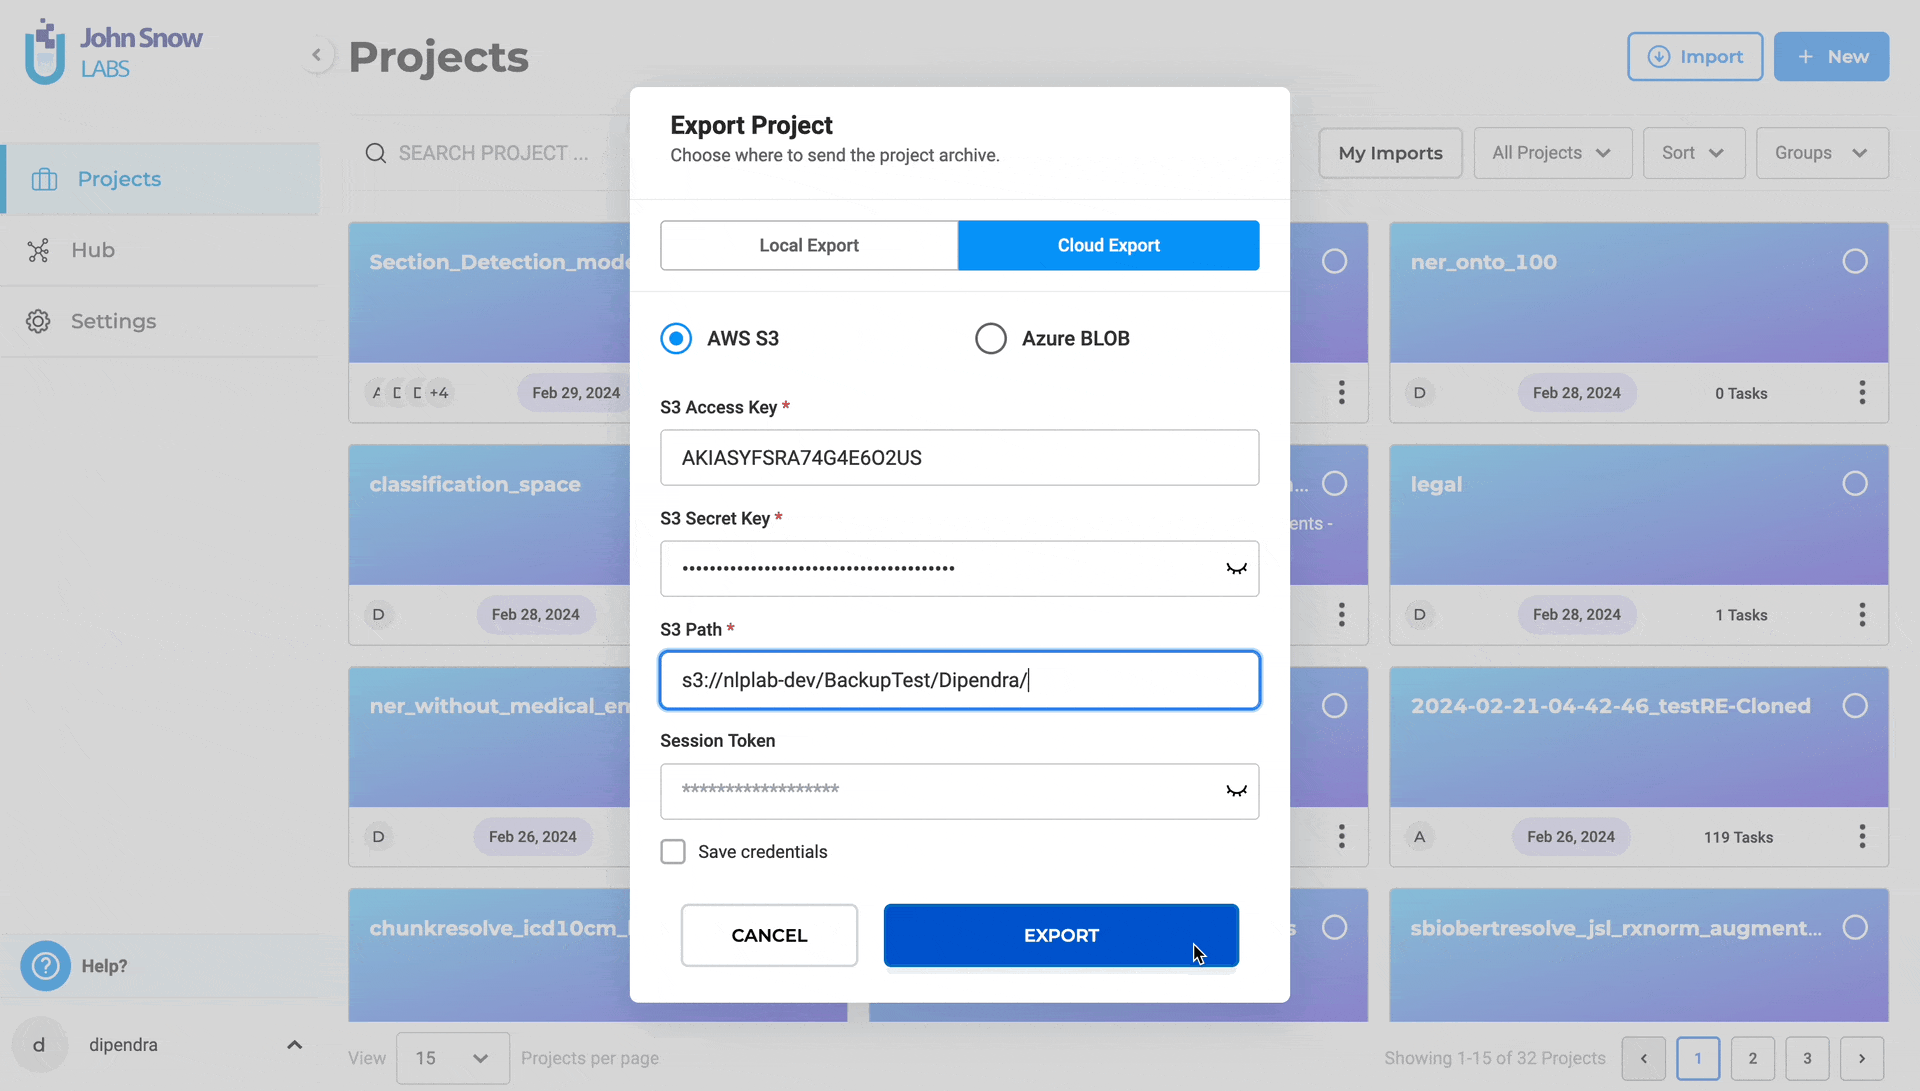 John Snow
LABS
Projects
Import
+ New
Projects
Hub
Settings
SEARCH PROJECT ...
My Imports
All Projects
Sort
Groups
Export Project
Choose where to send the project archive.
Local Export
Cloud Export
AWS S3
Azure BLOB
S3 Access Key *
AKIASYFSRA74G4E6O2US
S3 Secret Key *
••••••••••••••••••••••••••••••••••••••••
S3 Path *
s3://nlplab-dev/BackupTest/Dipendra/
Session Token
******************
Save credentials
CANCEL
EXPORT
Section_Detection_mod
+4
Feb 29, 2024
ner_onto_100
D
Feb 28, 2024
0 Tasks
classification_space
D
Feb 28, 2024
...
ents -
legal
D
Feb 28, 2024
1 Tasks
ner_without_medical_em
D
Feb 26, 2024
2024-02-21-04-42-46_testRE-Cloned
A
Feb 26, 2024
119 Tasks
chunkresolve_icd10cm_
s
sbiobertresolve_jsl_rxnorm_augment...
? Help?
d dipendra
View 15 Projects per page
Showing 1-15 of 32 Projects
‹ 1 2 3 ›